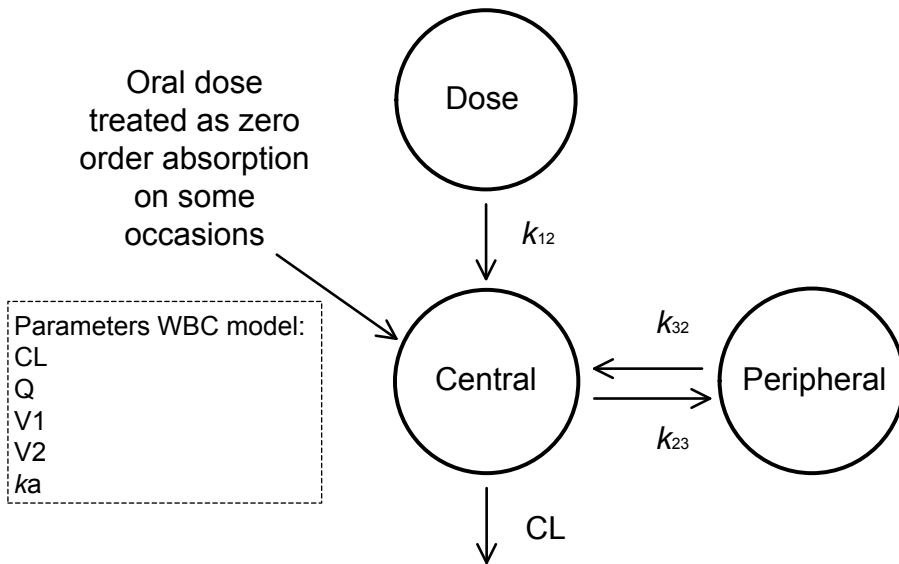 Dose
Oral dose
treated as zero
order absorption
on some
occasions
k12
Parameters WBC model:
CL
Q
V1
V2
ka
Central
k32
k23
Peripheral
CL